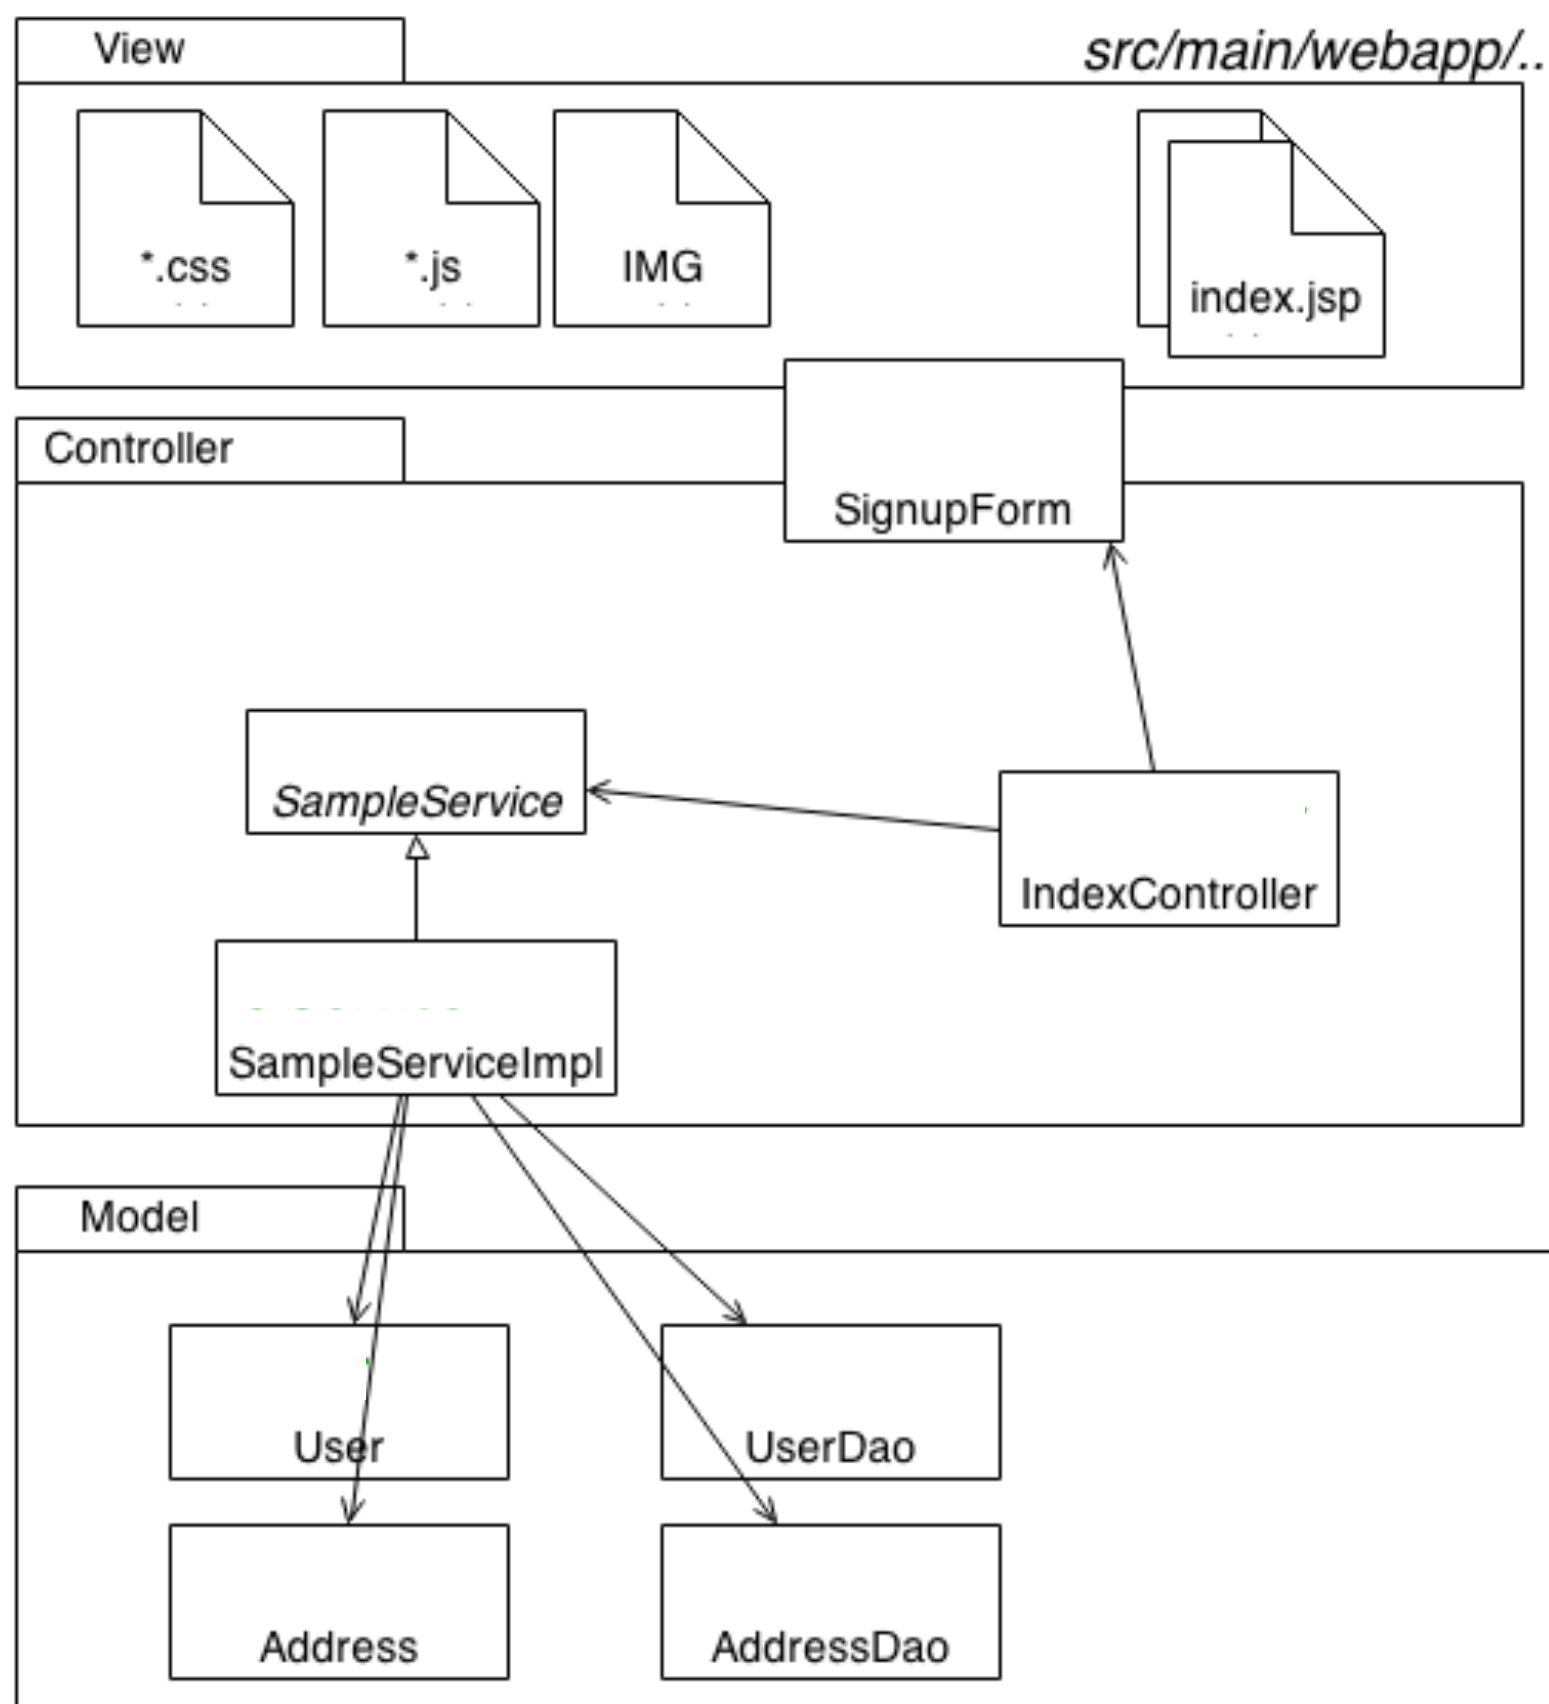 View
src/main/webapp/..
*.css
*.js
IMG
index.jsp
Controller
SignupForm
SampleService
IndexController
SampleServiceImpl
Model
User
UserDao
Address
AddressDao